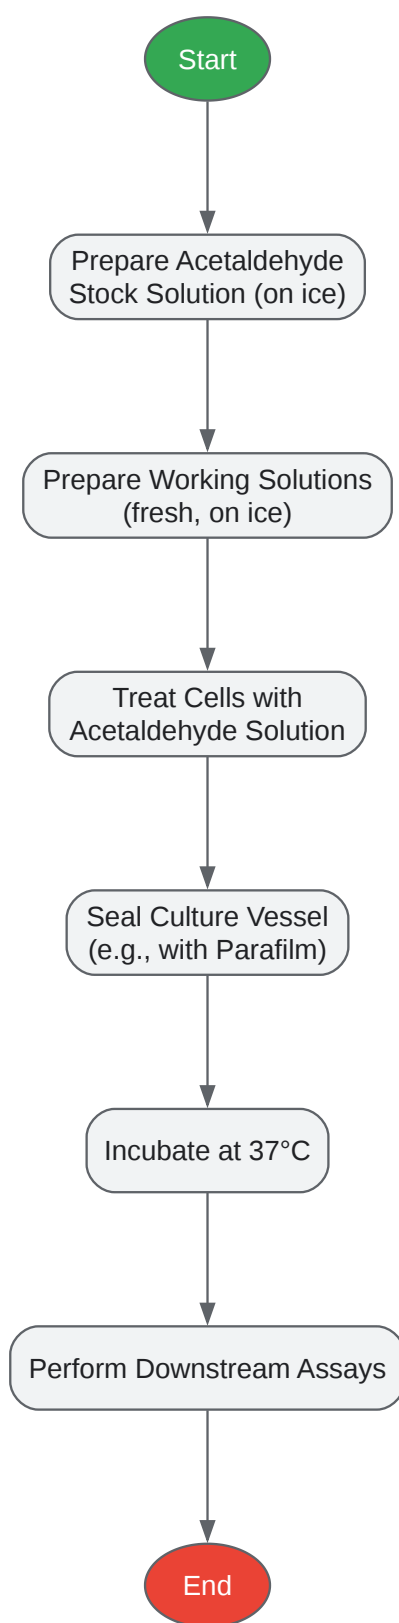 Start
Prepare Acetaldehyde
Stock Solution (on ice)
Prepare Working Solutions
(fresh, on ice)
Treat Cells with
Acetaldehyde Solution
Seal Culture Vessel
(e.g., with Parafilm)
Incubate at 37°C
Perform Downstream Assays
End